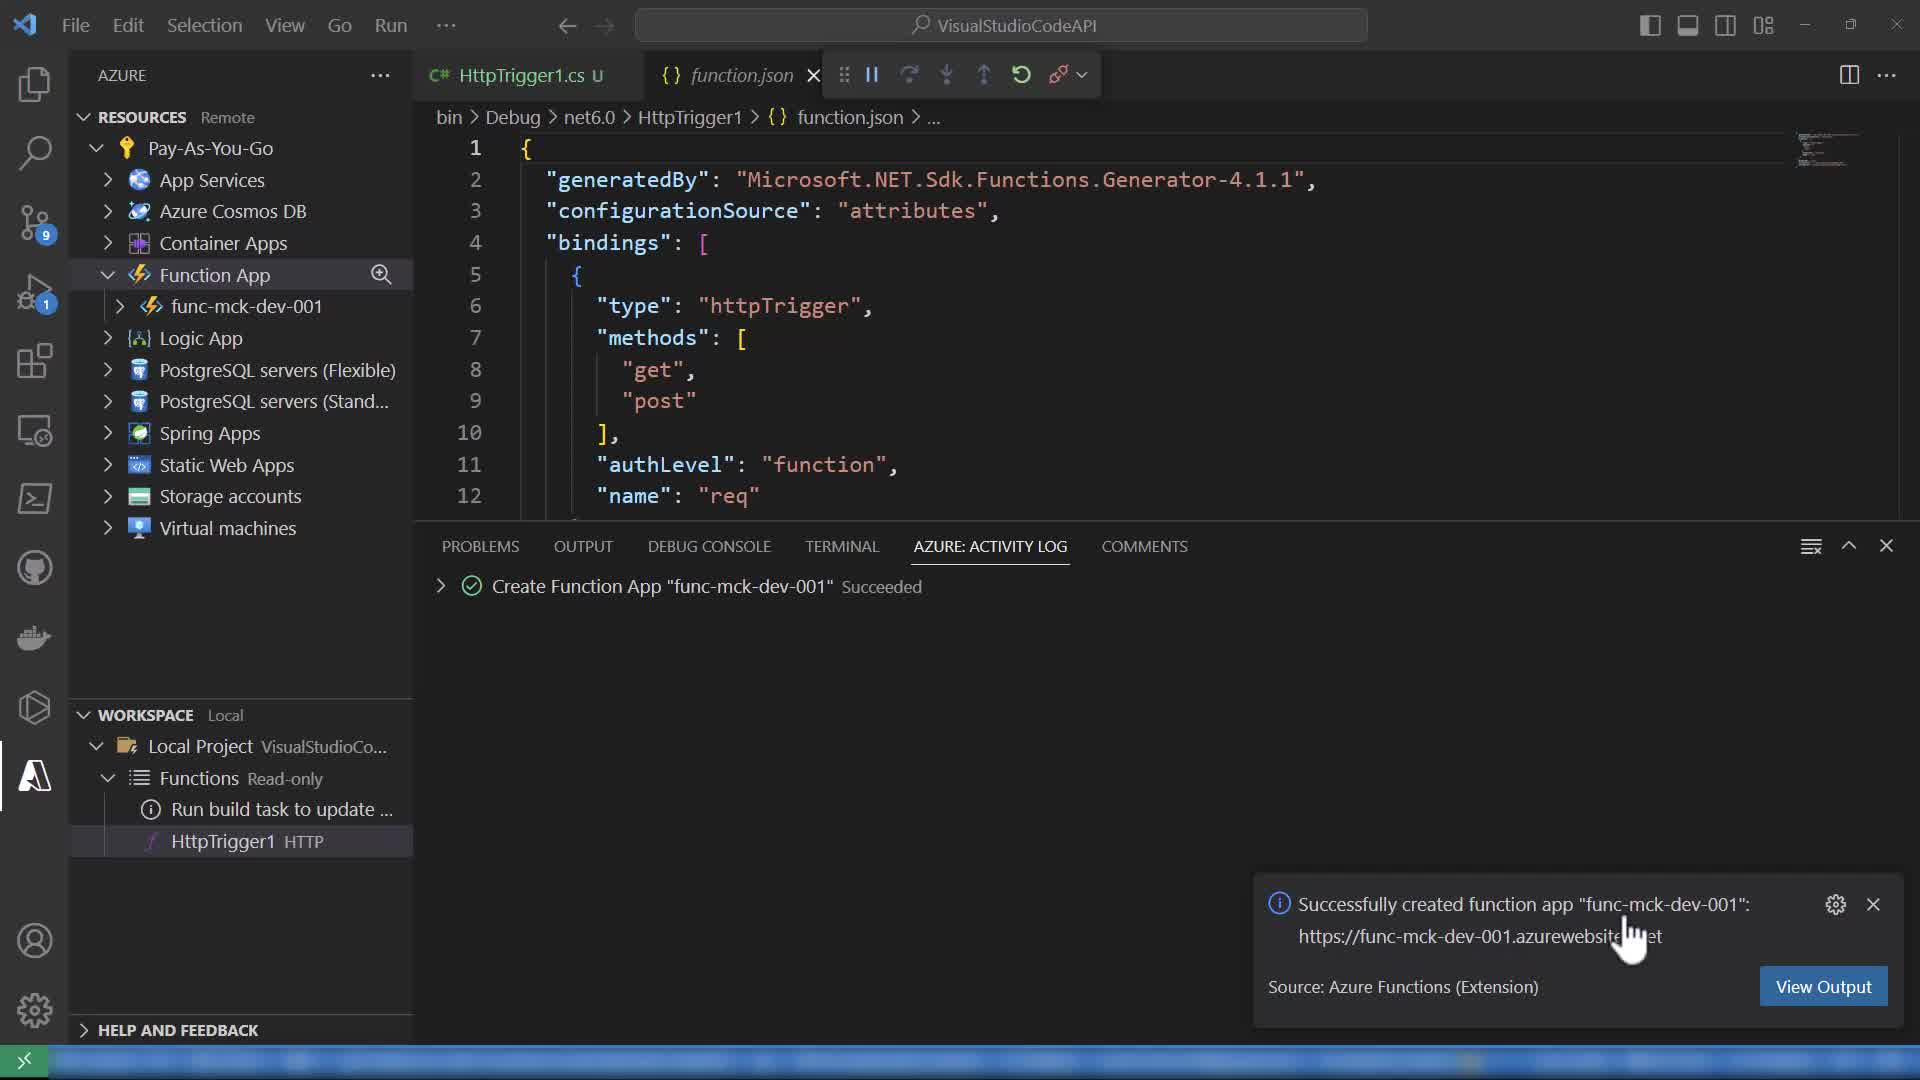 File Edit Selection View Go Run ···
VisualStudioCodeAPI
AZURE
RESOURCES Remote
Pay-As-You-Go
App Services
Azure Cosmos DB
Container Apps
Function App
func-mck-dev-001
Logic App
PostgreSQL servers (Flexible)
PostgreSQL servers (Stand...
Spring Apps
Static Web Apps
Storage accounts
Virtual machines
9
1
WORKSPACE Local
Local Project VisualStudioCo...
Functions Read-only
Run build task to update ...
HttpTrigger1 HTTP
HELP AND FEEDBACK
C# HttpTrigger1.cs U
{} function.json
bin > Debug > net6.0 > HttpTrigger1 > {} function.json > ...
1 {
2 "generatedBy": "Microsoft.NET.Sdk.Functions.Generator-4.1.1",
3 "configurationSource": "attributes",
4 "bindings": [
5 {
6 "type": "httpTrigger",
7 "methods": [
8 "get",
9 "post"
10 ],
11 "authLevel": "function",
12 "name": "req"
PROBLEMS OUTPUT DEBUG CONSOLE TERMINAL AZURE: ACTIVITY LOG COMMENTS
Create Function App "func-mck-dev-001" Succeeded
Successfully created function app "func-mck-dev-001":
https://func-mck-dev-001.azurewebsit
Source: Azure Functions (Extension)
View Output